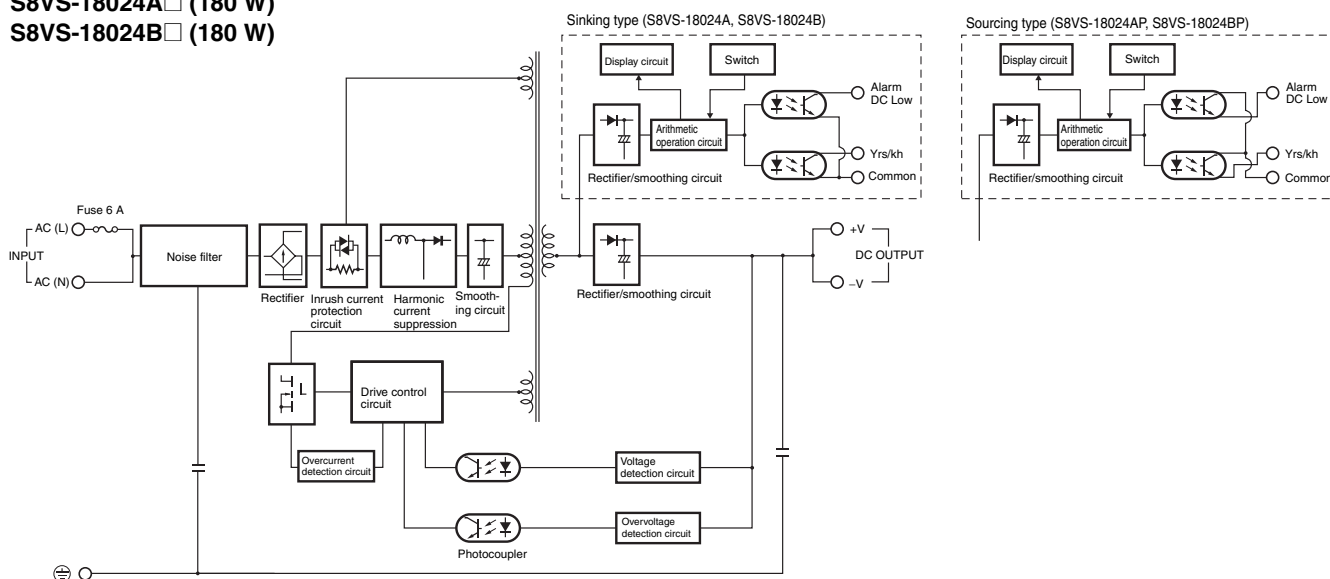 S8VS-18024A□ (180 W)
S8VS-18024B□ (180 W)
Sinking type (S8VS-18024A, S8VS-18024B)
Display circuit
Switch
Alarm
DC Low
Arithmetic
operation circuit
Yrs/kh
Common
Rectifier/smoothing circuit
Sourcing type (S8VS-18024AP, S8VS-18024BP)
Display circuit
Switch
Alarm
DC Low
Arithmetic
operation circuit
Yrs/kh
Common
Rectifier/smoothing circuit
Fuse 6 A
AC (L)
INPUT
AC (N)
Noise filter
Rectifier
Inrush current
protection
circuit
Harmonic
current
suppression
Smooth-
ing circuit
Rectifier/smoothing circuit
+V
DC OUTPUT
–V
Drive control
circuit
Overcurrent
detection circuit
Voltage
detection circuit
Overvoltage
detection circuit
Photocoupler